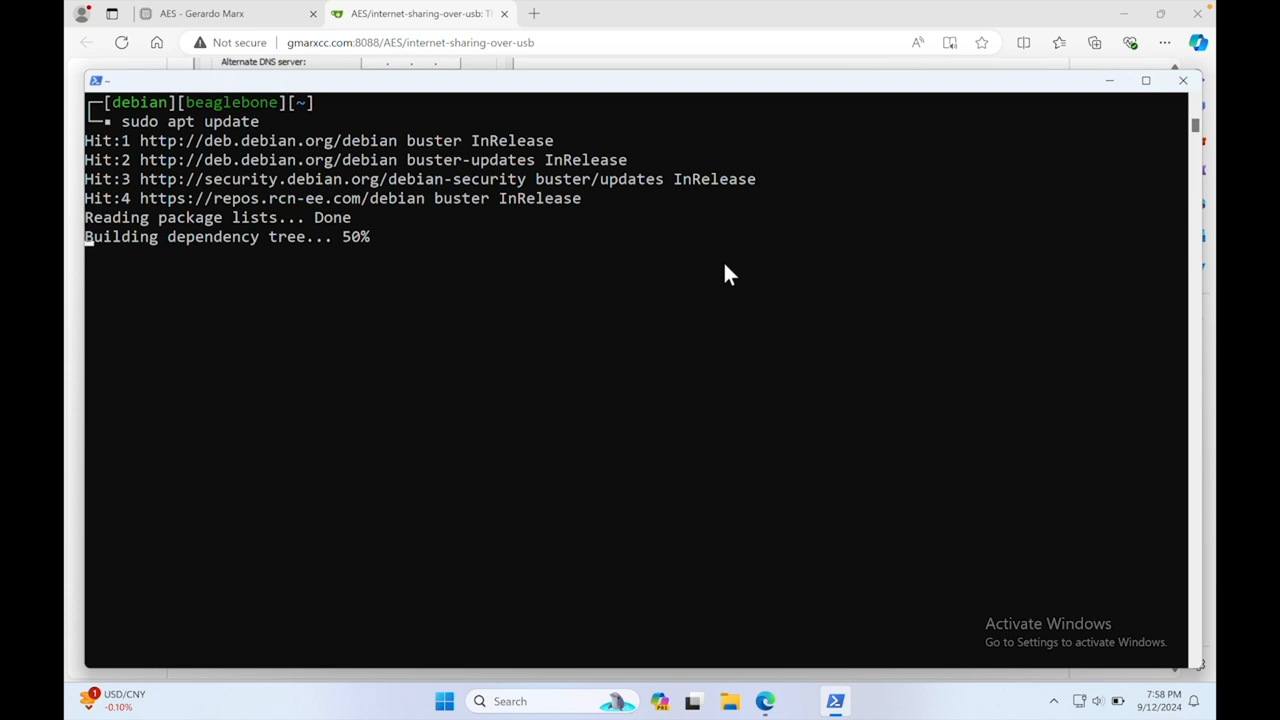 AES - Gerardo Marx
AES/internet-sharing-over-usb: Th
Not secure
gmarxcc.com:8088/AES/internet-sharing-over-usb
Alternate DNS server:
~
[debian][beaglebone][~]
sudo apt update
Hit:1 http://deb.debian.org/debian buster InRelease
Hit:2 http://deb.debian.org/debian buster-updates InRelease
Hit:3 http://security.debian.org/debian-security buster/updates InRelease
Hit:4 https://repos.rcn-ee.com/debian buster InRelease
Reading package lists... Done
Building dependency tree... 50%
Activate Windows
Go to Settings to activate Windows.
1
USD/CNY
-0.10%
Search
7:58 PM
9/12/2024